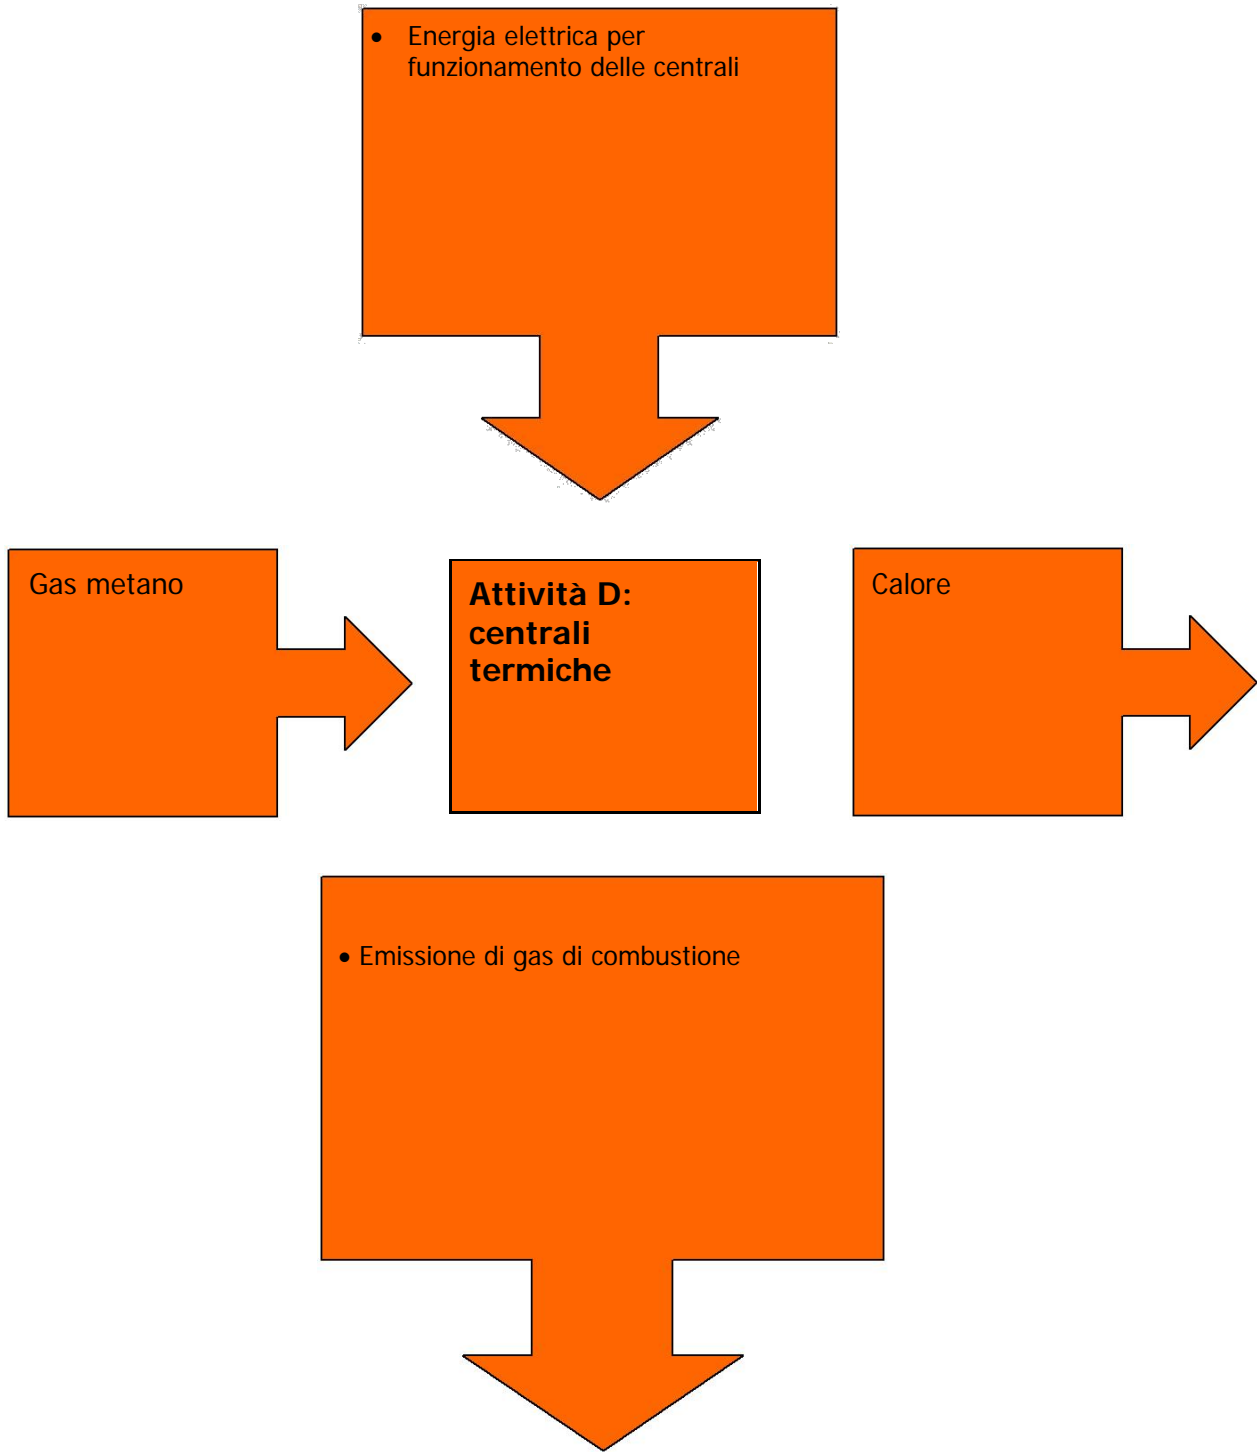 • Energia elettrica per
funzionamento delle centrali
Gas metano
Attività D:
centrali
termiche
Calore
• Emissione di gas di combustione